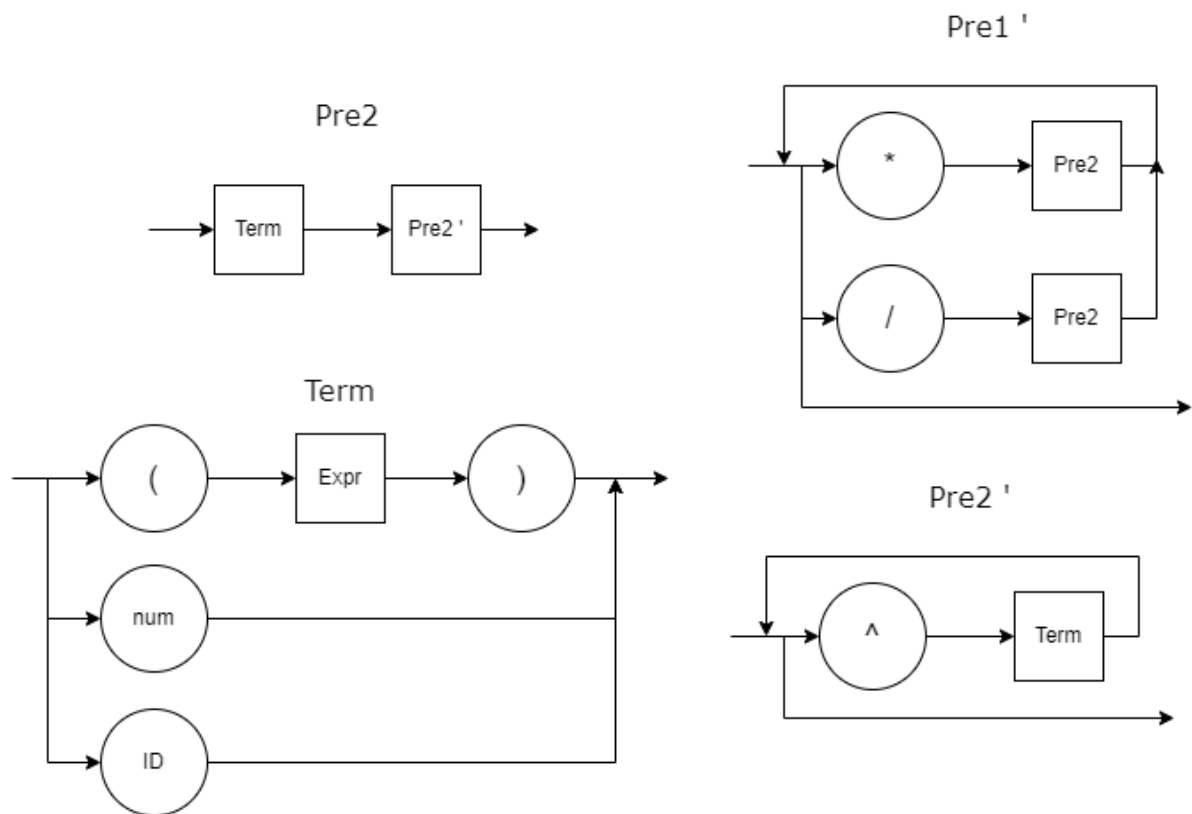 Pre2
Term
Pre2 '
Term
(
Expr
)
num
ID
Pre1 '
*
Pre2
/
Pre2
Pre2 '
^
Term